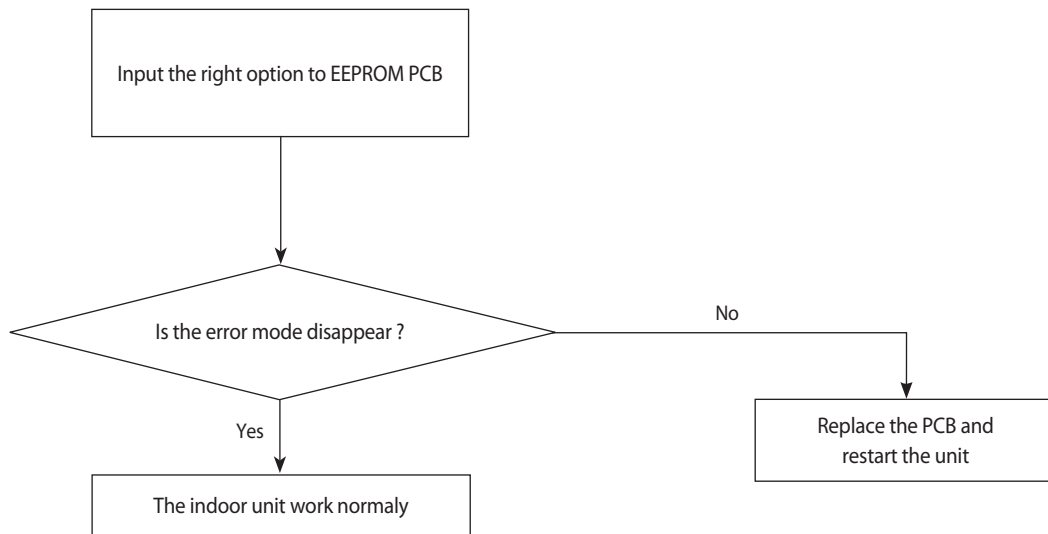 Input the right option to EEPROM PCB
Is the error mode disappear ?
No
Yes
Replace the PCB and
restart the unit
The indoor unit work normaly